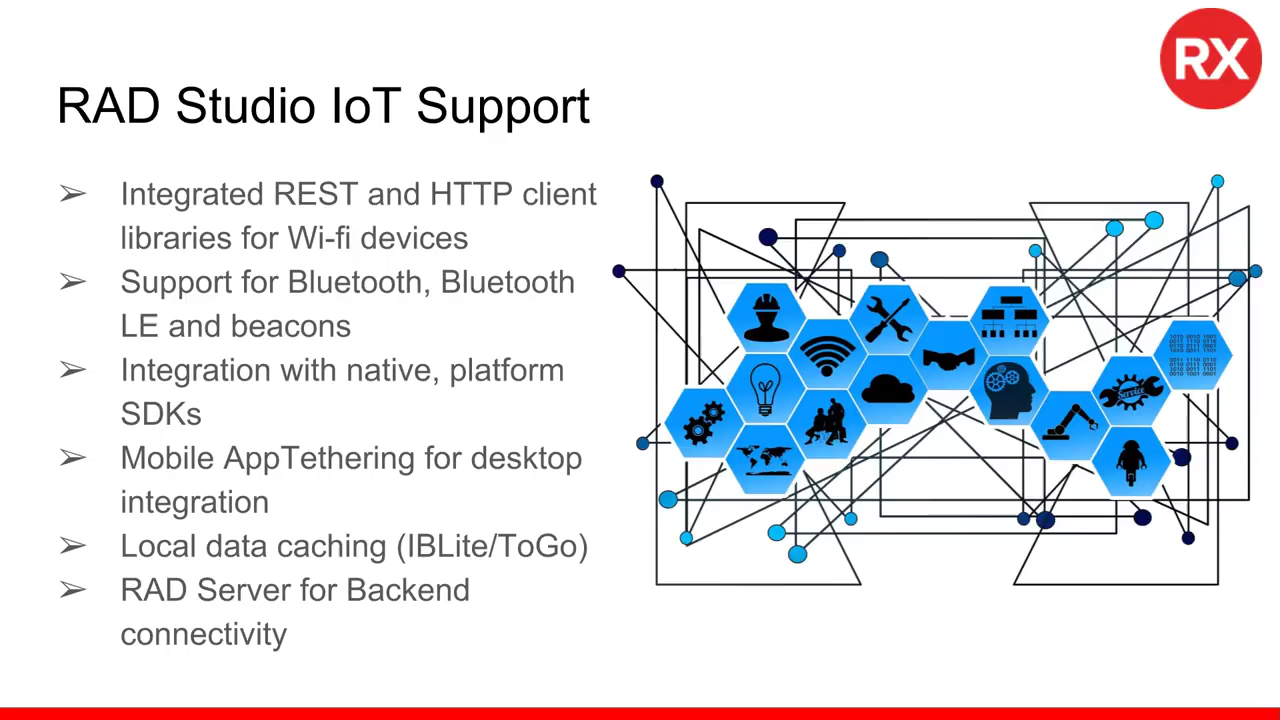 RX
RAD Studio IoT Support
➢ Integrated REST and HTTP client
libraries for Wi-fi devices
➢ Support for Bluetooth, Bluetooth
LE and beacons
➢ Integration with native, platform
SDKs
➢ Mobile AppTethering for desktop
integration
➢ Local data caching (IBLite/ToGo)
➢ RAD Server for Backend
connectivity
Service